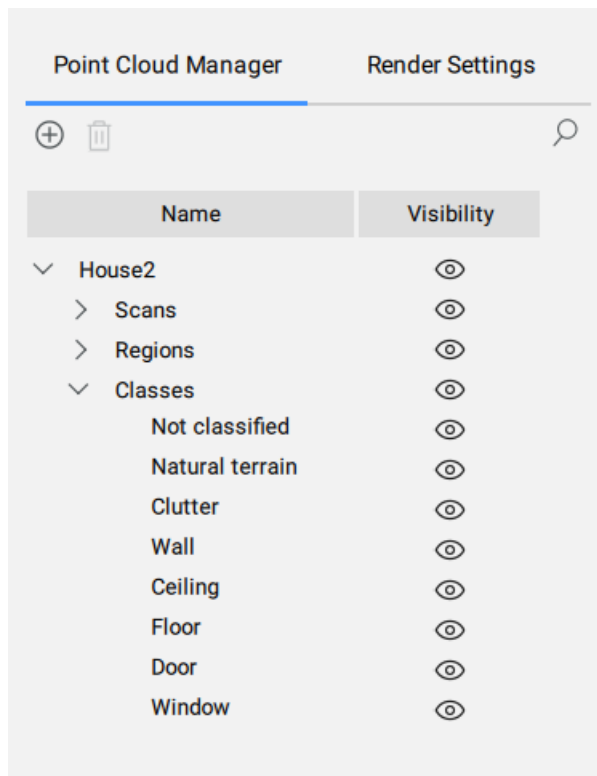 Point Cloud Manager Render Settings
Name Visibility
House2
Scans
Regions
Classes
Not classified
Natural terrain
Clutter
Wall
Ceiling
Floor
Door
Window